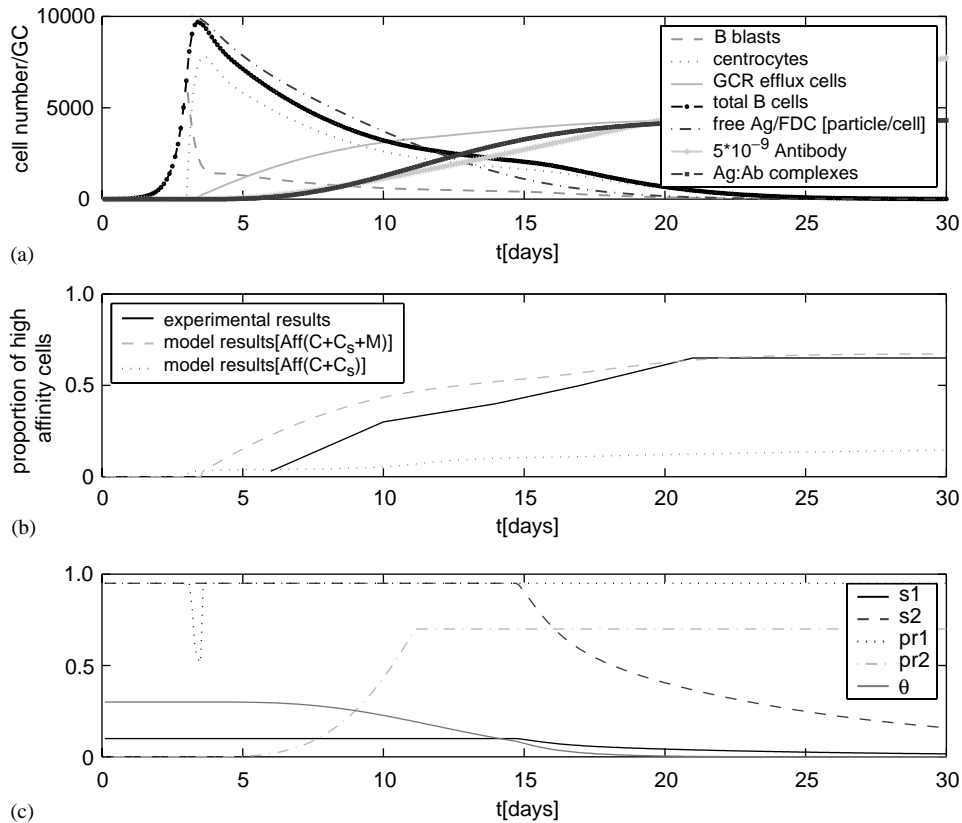 10000
5000
0
cell number/GC
B blasts
centrocytes
GCR efflux cells
total B cells
free Ag/FDC [particle/cell]
5*10⁻⁹ Antibody
Ag:Ab complexes
0 5 10 15 20 25 30
t[days]
(a)
1.0
0.5
0
proportion of high
affinity cells
experimental results
model results[Aff(C+Cₛ+M)]
model results[Aff(C+Cₛ)]
0 5 10 15 20 25 30
t[days]
(b)
1.0
0.5
0
s1
s2
pr1
pr2
θ
0 5 10 15 20 25 30
t[days]
(c)